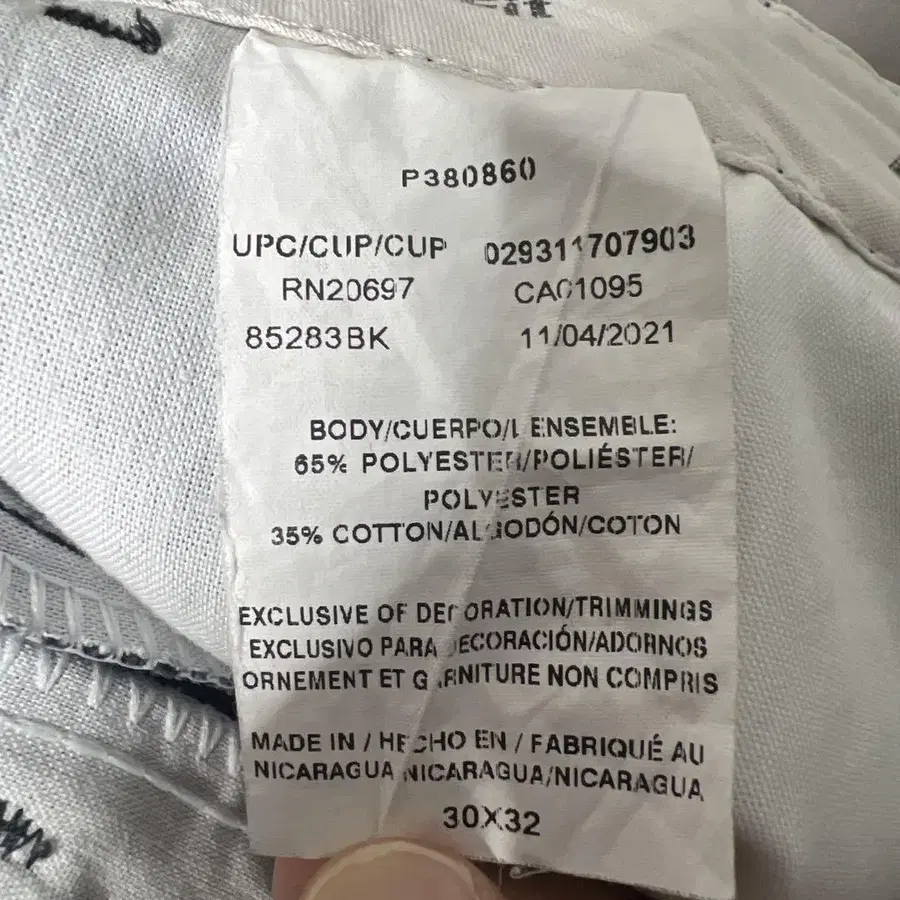 P380860
UPC/CUP/CUP 029311707903
RN20697 CA01095
85283BK 11/04/2021
BODY/CUERPO/L ENSEMBLE:
65% POLYESTER/POLIÉSTER/
POLYESTER
35% COTTON/ALGODÓN/COTON
EXCLUSIVE OF DECORATION/TRIMMINGS
EXCLUSIVO PARA DECORACIÓN/ADORNOS
ORNEMENT ET GARNITURE NON COMPRIS
MADE IN / HECHO EN / FABRIQUÉ AU
NICARAGUA NICARAGUA/NICARAGUA
30X32